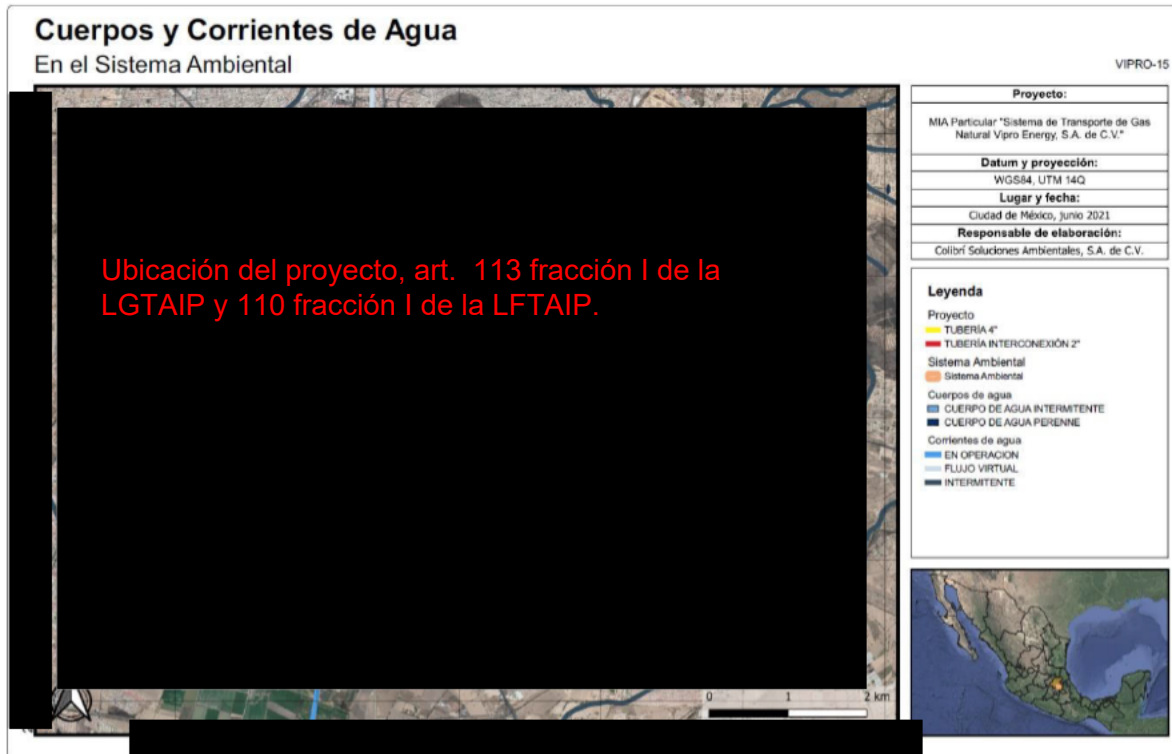 Cuerpos y Corrientes de Agua
En el Sistema Ambiental
VIPRO-15
Ubicación del proyecto, art. 113 fracción I de la
LGTAIP y 110 fracción I de la LFTAIP.
0 1 2 km
Proyecto:
MIA Particular "Sistema de Transporte de Gas
Natural Vipro Energy, S.A. de C.V."
Datum y proyección:
WGS84, UTM 14Q
Lugar y fecha:
Ciudad de México, junio 2021
Responsable de elaboración:
Colibrí Soluciones Ambientales, S.A. de C.V.
Leyenda
Proyecto
TUBERÍA 4"
TUBERÍA INTERCONEXIÓN 2"
Sistema Ambiental
Sistema Ambiental
Cuerpos de agua
CUERPO DE AGUA INTERMITENTE
CUERPO DE AGUA PERENNE
Corrientes de agua
EN OPERACION
FLUJO VIRTUAL
INTERMITENTE